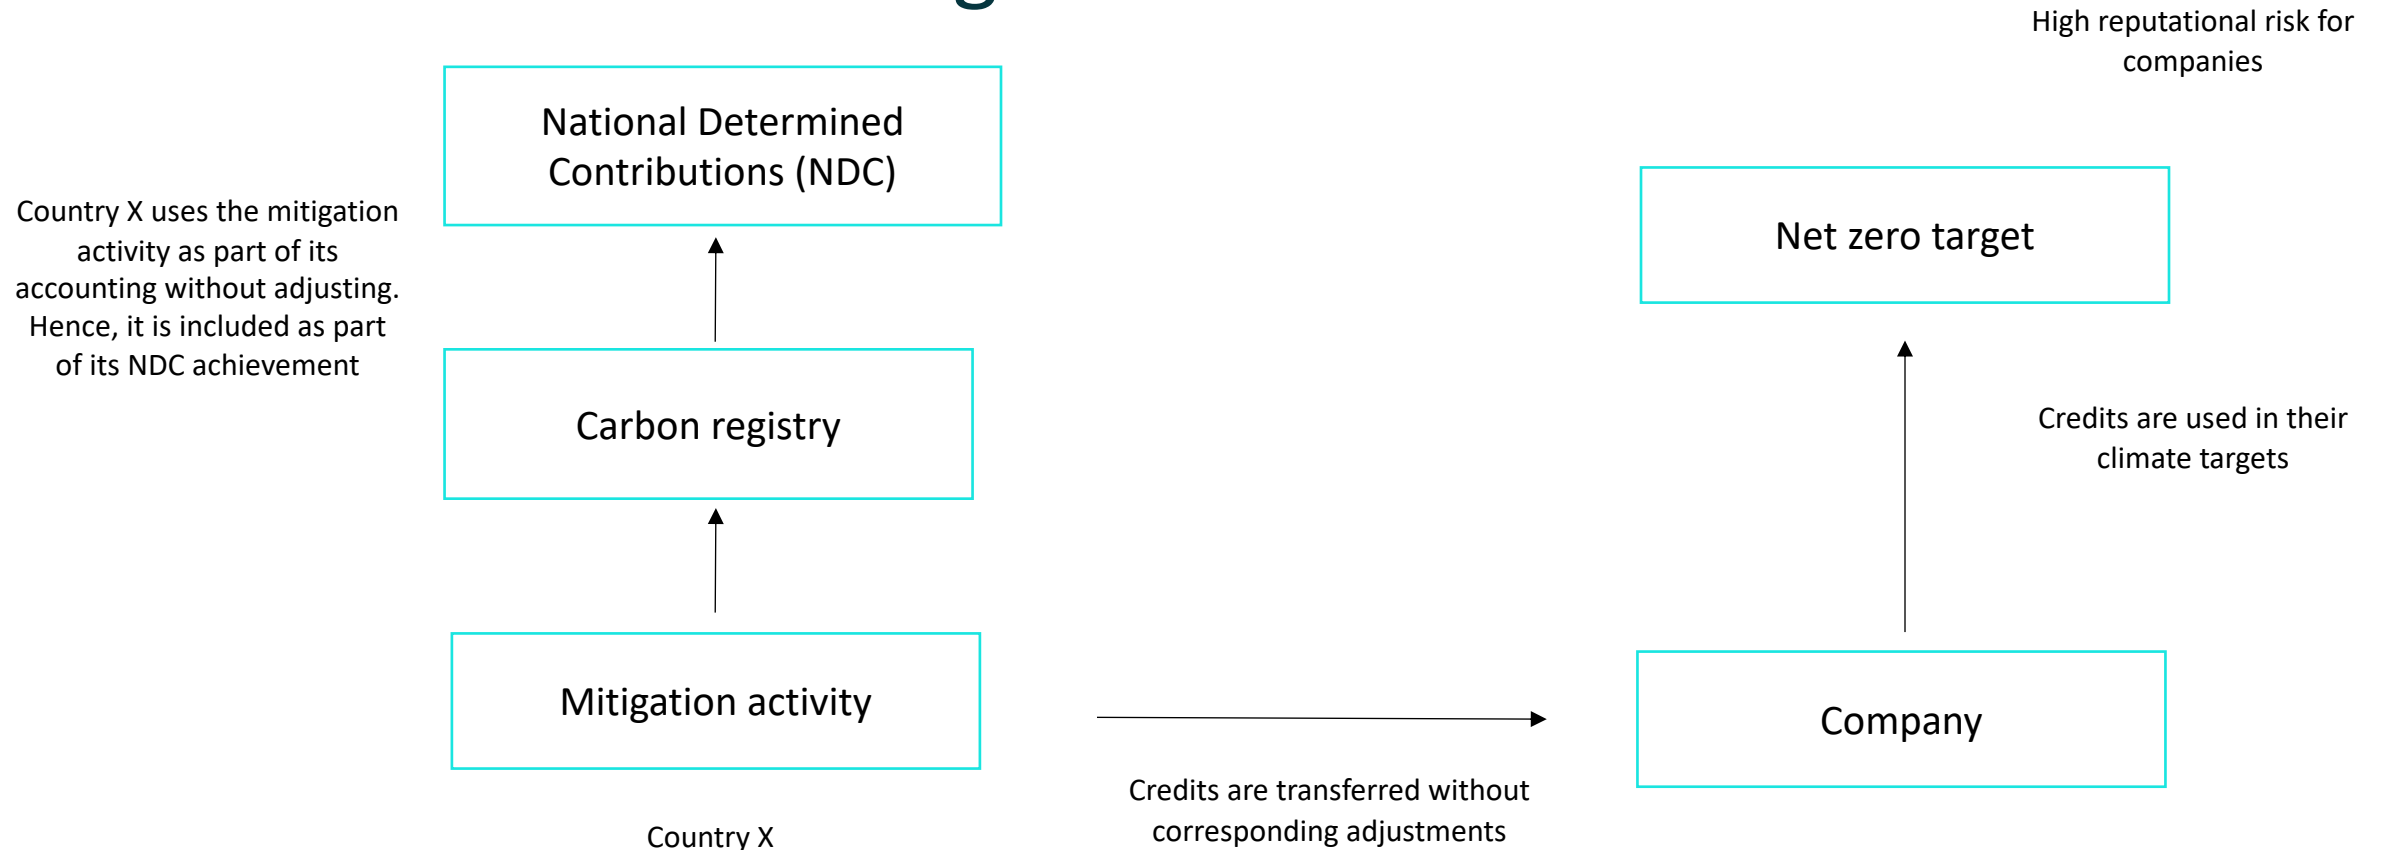 High reputational risk for
companies
National Determined
Contributions (NDC)
Country X uses the mitigation
activity as part of its
accounting without adjusting.
Hence, it is included as part
of its NDC achievement
Net zero target
Carbon registry
Credits are used in their
climate targets
Mitigation activity
Company
Credits are transferred without
corresponding adjustments
Country X